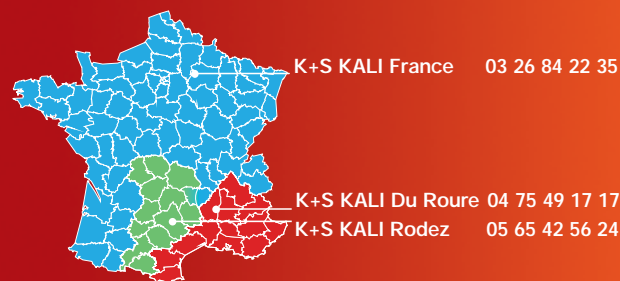 K+S KALI France 03 26 84 22 35
K+S KALI Du Roure 04 75 49 17 17
K+S KALI Rodez 05 65 42 56 24